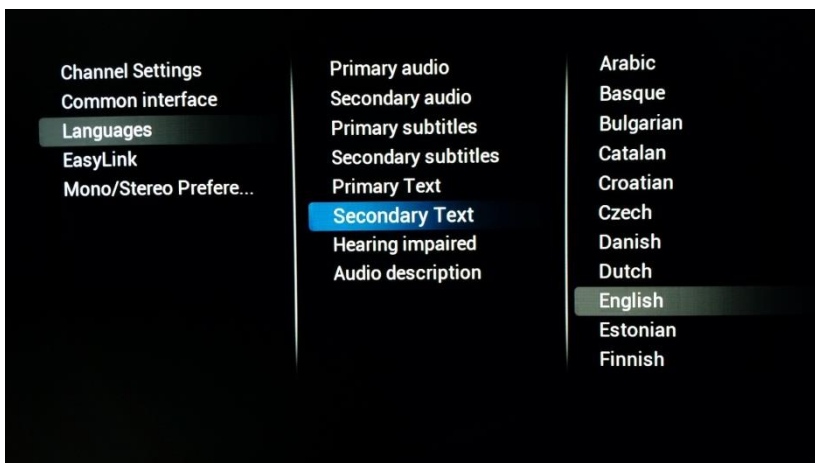 Channel Settings
Common interface
Languages
EasyLink
Mono/Stereo Prefere...
Primary audio
Secondary audio
Primary subtitles
Secondary subtitles
Primary Text
Secondary Text
Hearing impaired
Audio description
Arabic
Basque
Bulgarian
Catalan
Croatian
Czech
Danish
Dutch
English
Estonian
Finnish